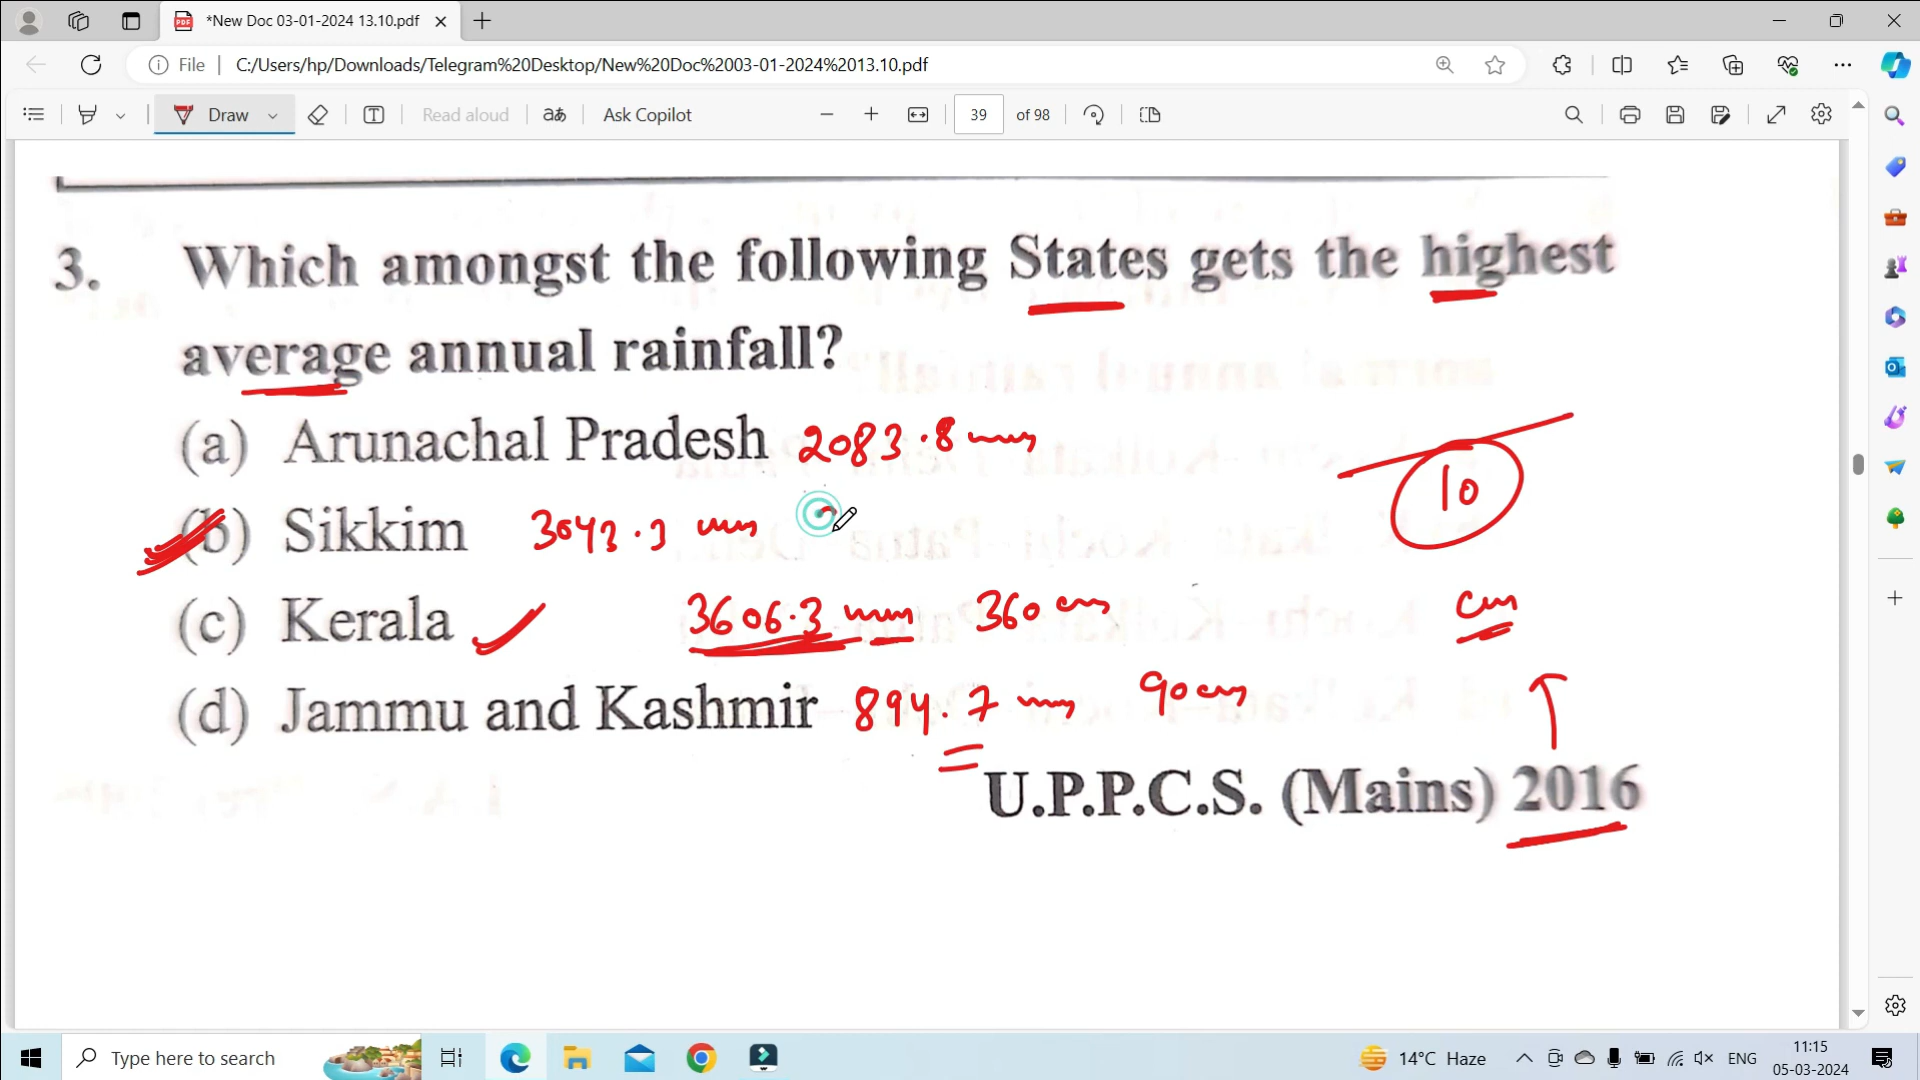 *New Doc 03-01-2024 13.10.pdf
File C:/Users/hp/Downloads/Telegram%20Desktop/New%20Doc%2003-01-2024%2013.10.pdf
Draw Read aloud aあ Ask Copilot 39 of 98
3. Which amongst the following States gets the highest
average annual rainfall?
(a) Arunachal Pradesh 2083.8 mm
10
(b) Sikkim 3043.3 mm
(c) Kerala 3606.3 mm 360 cm cm
(d) Jammu and Kashmir 894.7 mm 90 cm
U.P.P.C.S. (Mains) 2016
Type here to search 14°C Haze ENG 11:15
05-03-2024